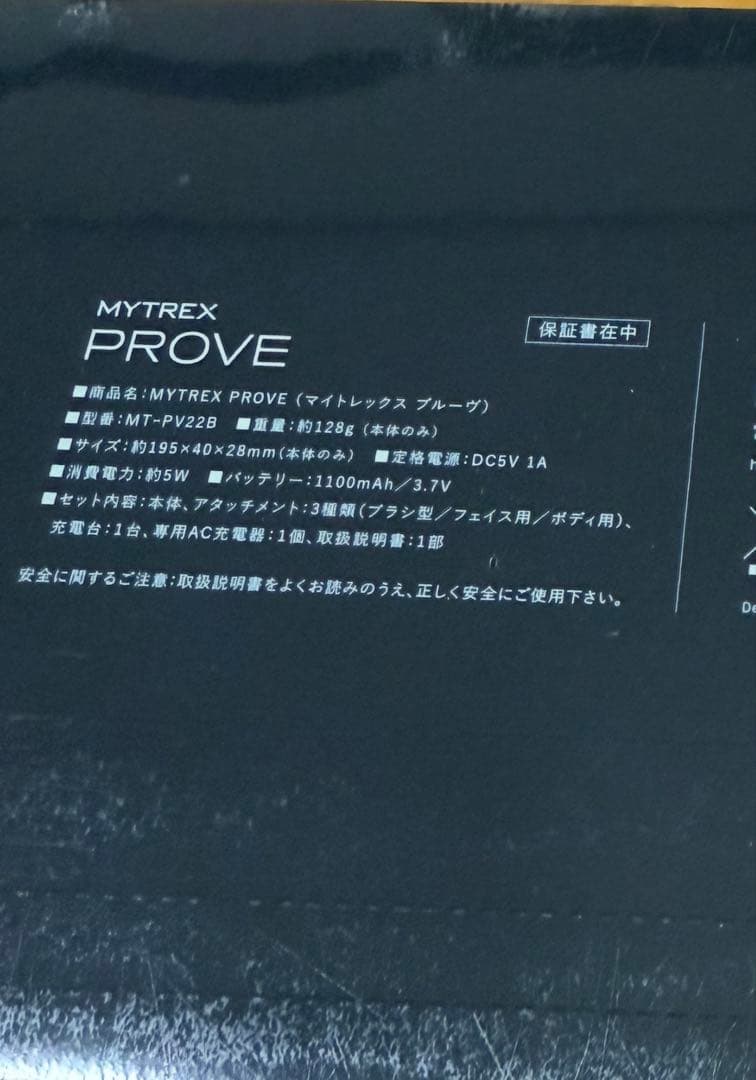 MYTREX
PROVE
保証書在中
■商品名：MYTREX PROVE（マイトレックス プルーヴ）
■型番：MT-PV22B ■重量：約128g（本体のみ）
■サイズ：約195×40×28mm（本体のみ） ■定格電源：DC5V 1A
■消費電力：約5W ■バッテリー：1100mAh／3.7V
■セット内容：本体、アタッチメント：3種類（ブラシ型／フェイス用／ボディ用）、
充電台：1台、専用AC充電器：1個、取扱説明書：1部
安全に関するご注意：取扱説明書をよくお読みのうえ、正しく安全にご使用下さい。
De